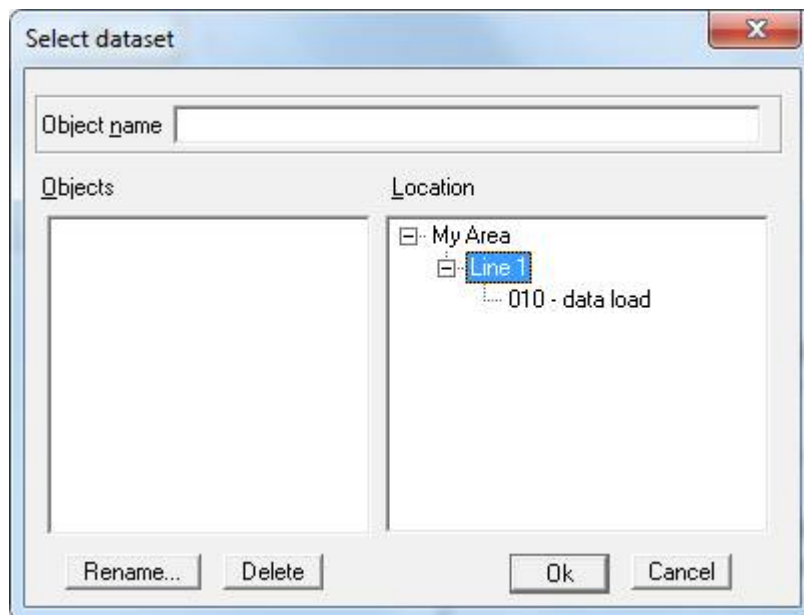 Select dataset
Object name
Objects
Location
My Area
Line 1
010 - data load
Rename...
Delete
Ok
Cancel